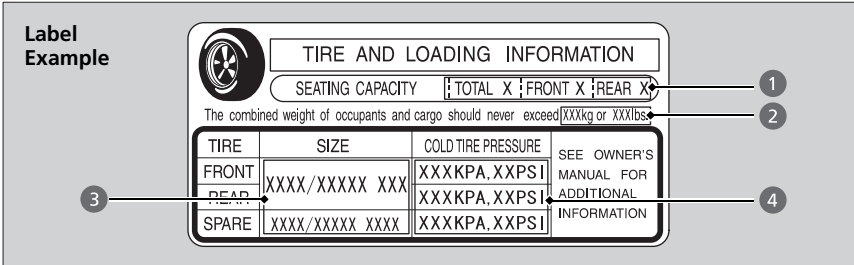 Label
Example
TIRE AND LOADING INFORMATION
SEATING CAPACITY TOTAL X FRONT X REAR X
1
The combined weight of occupants and cargo should never exceed XXXkg or XXXlbs.
2
TIRE SIZE COLD TIRE PRESSURE
SEE OWNER'S
MANUAL FOR
ADDITIONAL
INFORMATION
FRONT XXXX/XXXXX XXX XXXKPA,XXPSI
REAR XXXKPA,XXPSI
3
4
SPARE XXXX/XXXXX XXXX XXXKPA,XXPSI